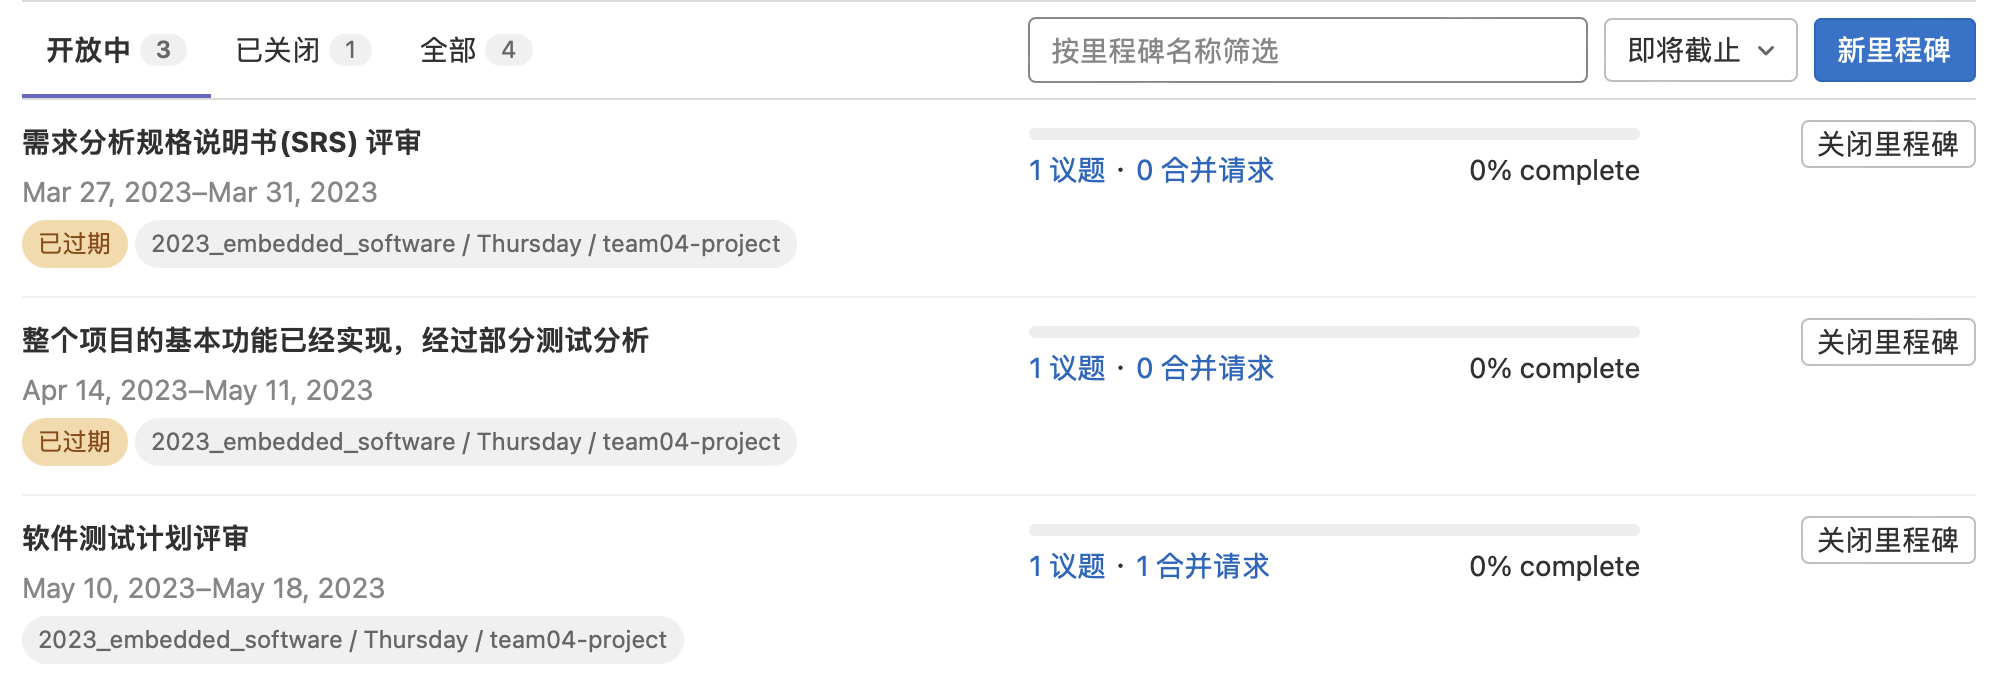 开放中 3 已关闭 1 全部 4 按里程碑名称筛选 即将截止 新里程碑
需求分析规格说明书(SRS) 评审
Mar 27, 2023–Mar 31, 2023
已过期 2023_embedded_software / Thursday / team04-project
1 议题 · 0 合并请求 0% complete
关闭里程碑
整个项目的基本功能已经实现，经过部分测试分析
Apr 14, 2023–May 11, 2023
已过期 2023_embedded_software / Thursday / team04-project
1 议题 · 0 合并请求 0% complete
关闭里程碑
软件测试计划评审
May 10, 2023–May 18, 2023
2023_embedded_software / Thursday / team04-project
1 议题 · 1 合并请求 0% complete
关闭里程碑